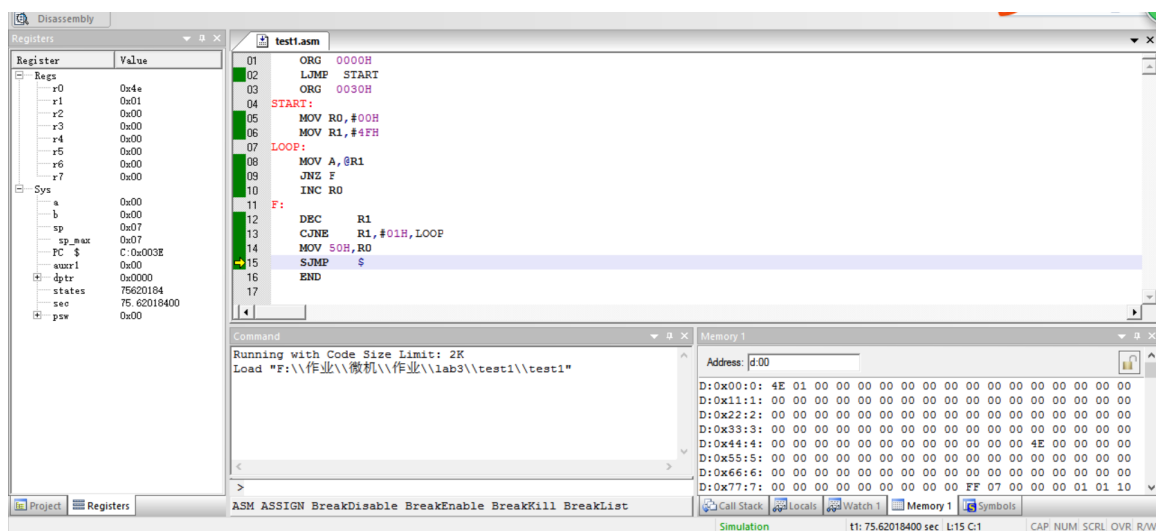 Disassembly
Registers
Register Value
Regs
r0 0x4e
r1 0x01
r2 0x00
r3 0x00
r4 0x00
r5 0x00
r6 0x00
r7 0x00
Sys
a 0x00
b 0x00
sp 0x07
sp_max 0x07
PC $ C:0x003E
auxr1 0x00
dptr 0x0000
states 75620184
sec 75.62018400
psw 0x00
Project Registers
test1.asm
01 ORG 0000H
02 LJMP START
03 ORG 0030H
04 START:
05 MOV R0,#00H
06 MOV R1,#4FH
07 LOOP:
08 MOV A,@R1
09 JNZ F
10 INC R0
11 F:
12 DEC R1
13 CJNE R1,#01H,LOOP
14 MOV 50H,R0
15 SJMP $
16 END
17
Command
Running with Code Size Limit: 2K
Load "F:\\作业\\微机\\作业\\lab3\\test1\\test1"
>
ASM ASSIGN BreakDisable BreakEnable BreakKill BreakList
Memory 1
Address: d:00
D:0x00:0: 4E 01 00 00 00 00 00 00 00 00 00 00 00 00 00 00 00
D:0x11:1: 00 00 00 00 00 00 00 00 00 00 00 00 00 00 00 00 00
D:0x22:2: 00 00 00 00 00 00 00 00 00 00 00 00 00 00 00 00 00
D:0x33:3: 00 00 00 00 00 00 00 00 00 00 00 00 00 00 00 00 00
D:0x44:4: 00 00 00 00 00 00 00 00 00 00 00 00 4E 00 00 00 00
D:0x55:5: 00 00 00 00 00 00 00 00 00 00 00 00 00 00 00 00 00
D:0x66:6: 00 00 00 00 00 00 00 00 00 00 00 00 00 00 00 00 00
D:0x77:7: 00 00 00 00 00 00 00 00 00 FF 07 00 00 00 01 01 10
Call Stack Locals Watch 1 Memory 1 Symbols
Simulation t1: 75.62018400 sec L:15 C:1 CAP NUM SCRL OVR R/W